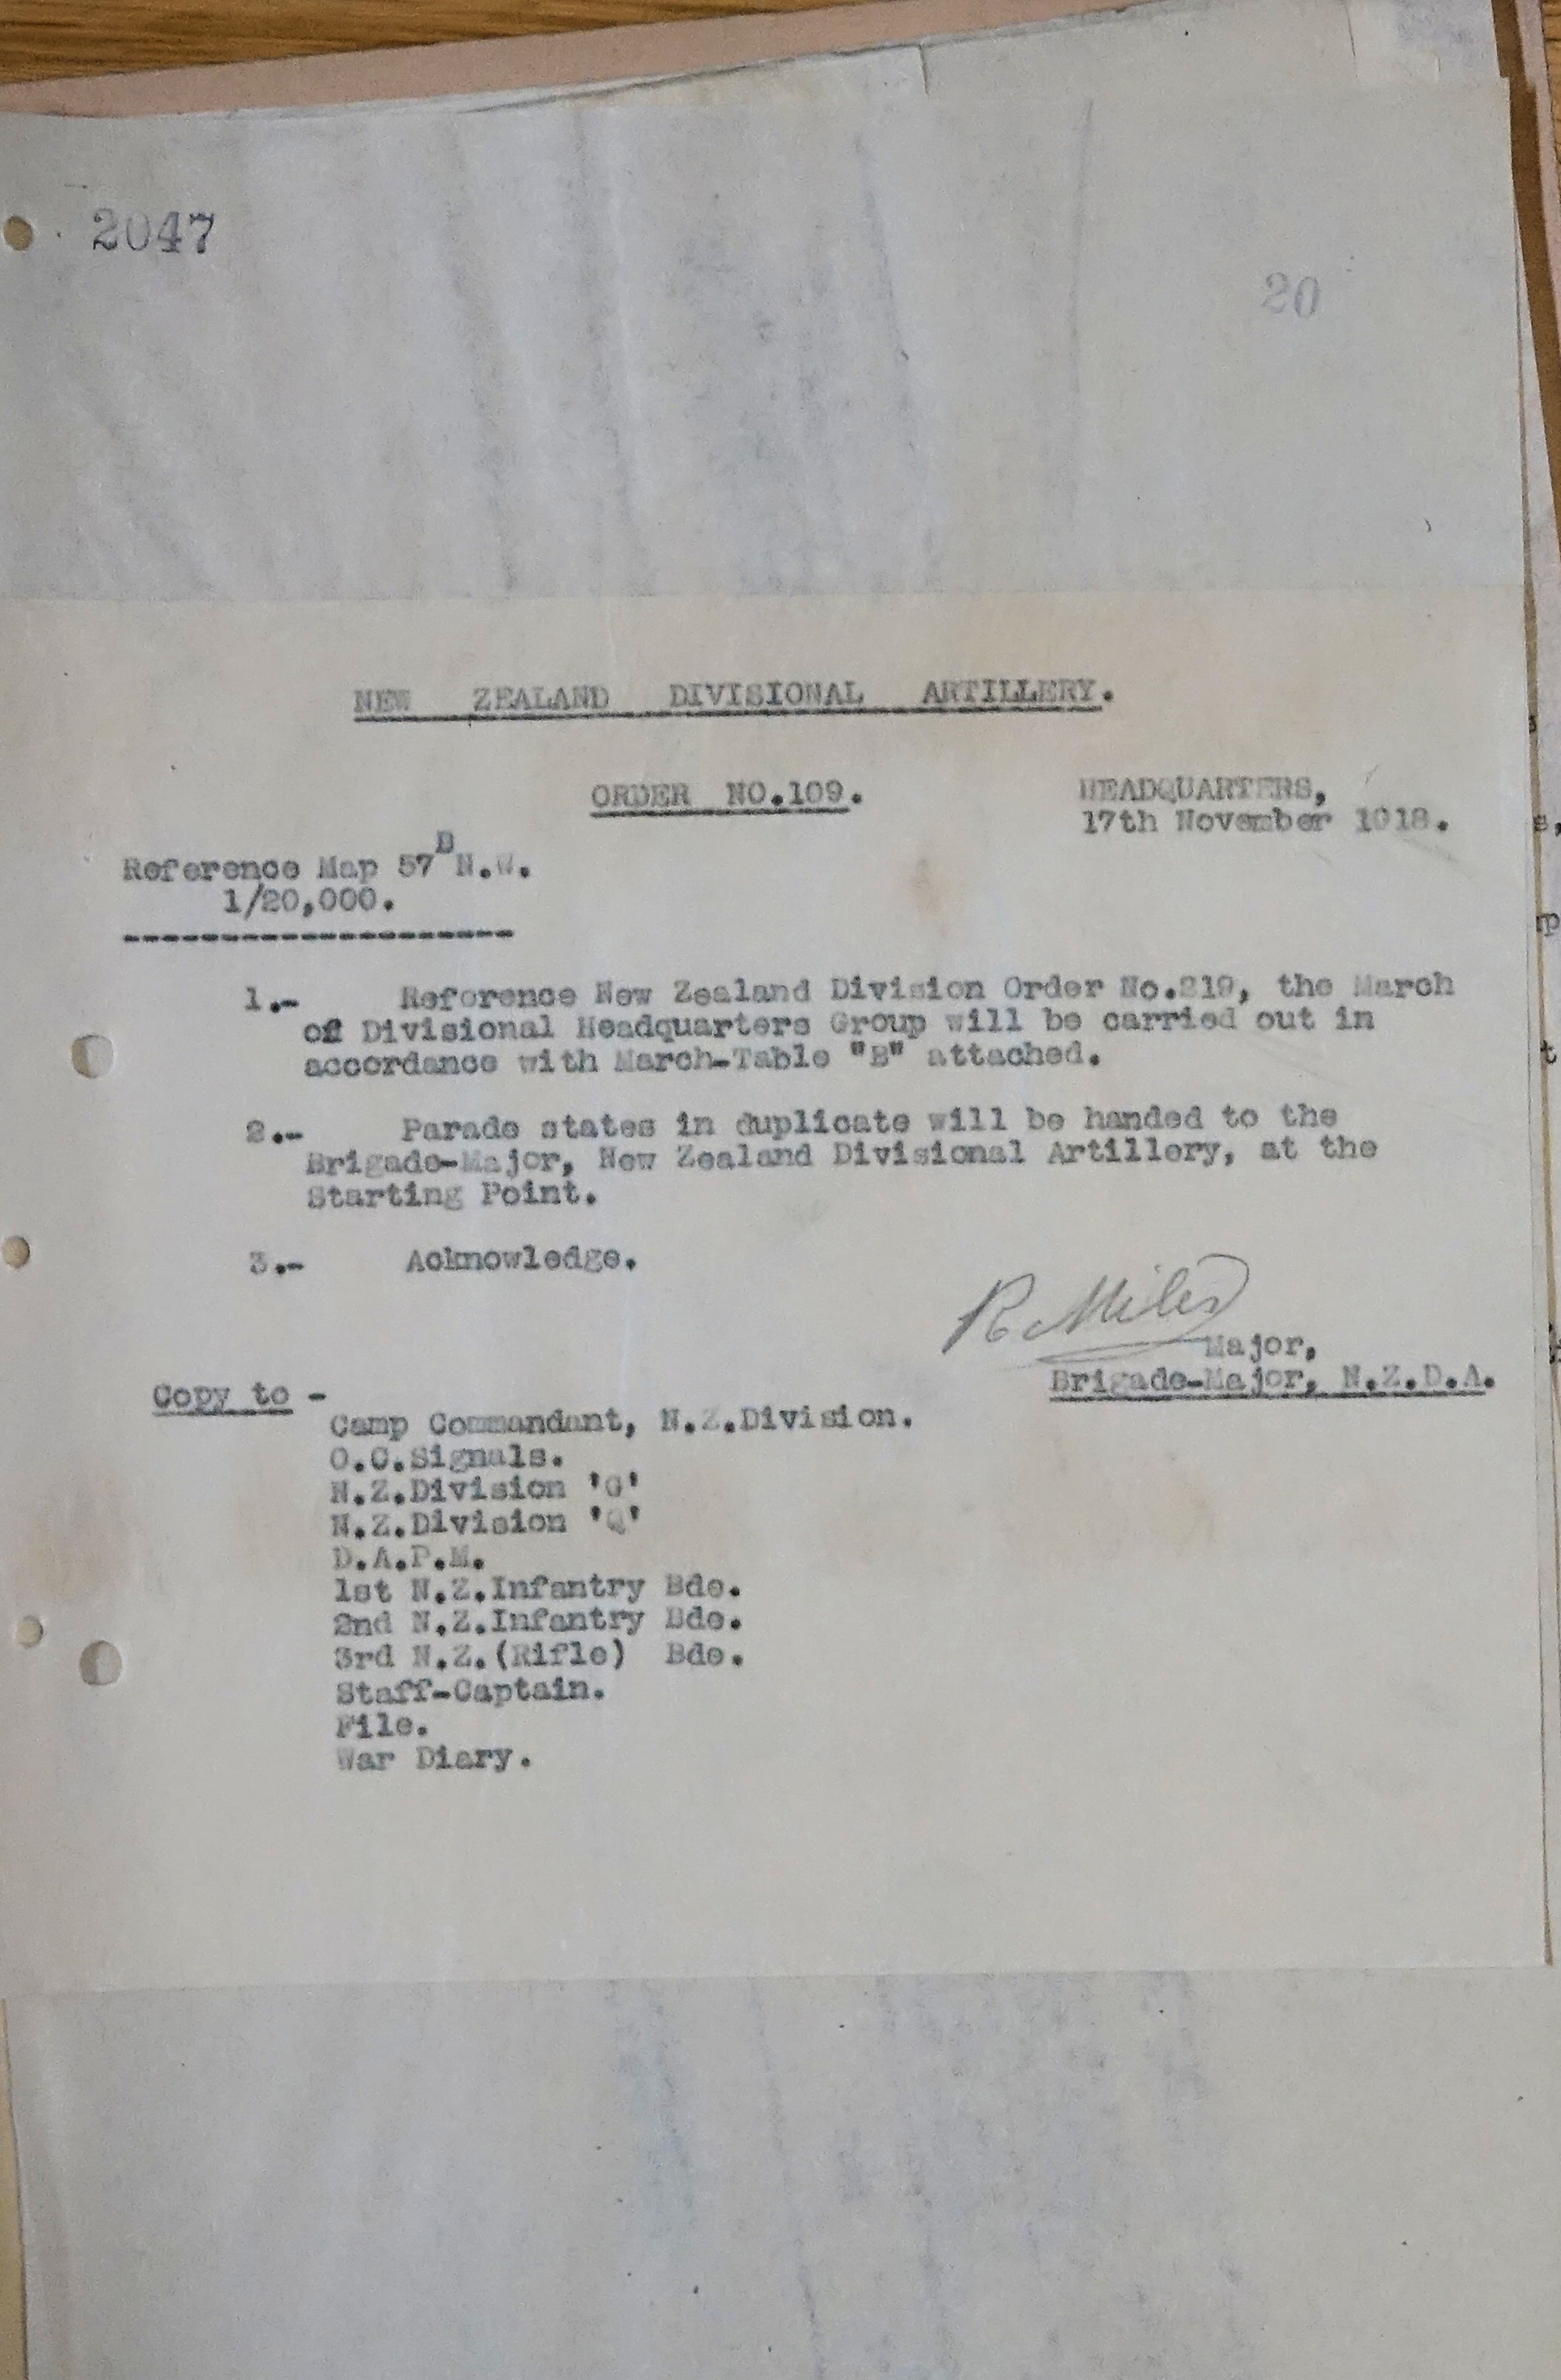 2047
20
NEW ZEALAND DIVISIONAL ARTILLERY.
ORDER NO.109.
HEADQUARTERS,
17th November 1918.
Reference Map 57 B N.W.
1/20,000.
----------------------
1.- Reference New Zealand Division Order No.219, the March
of Divisional Headquarters Group will be carried out in
accordance with March-Table "B" attached.
2.- Parade states in duplicate will be handed to the
Brigade-Major, New Zealand Divisional Artillery, at the
Starting Point.
3.- Acknowledge.
R Miles
Major,
Brigade-Major, N.Z.D.A.
Copy to -
Camp Commandant, N.Z.Division.
O.C.Signals.
N.Z.Division 'G'
N.Z.Division 'Q'
D.A.P.M.
1st N.Z.Infantry Bde.
2nd N.Z.Infantry Bde.
3rd N.Z.(Rifle) Bde.
Staff-Captain.
File.
War Diary.